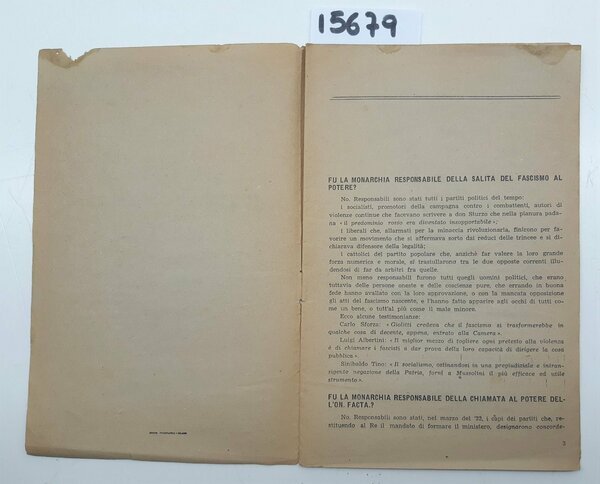 15679
FU LA MONARCHIA RESPONSABILE DELLA SALITA DEL FASCISMO AL
POTERE?
No. Responsabili sono stati tutti i partiti politici del tempo:
i socialisti, promotori della campagna contro i combattenti, autori di
violenze continue che facevano scrivere a don Sturzo che nella pianura pada-
na « il predominio rosso era diventato insopportabile »;
I liberali che, allarmati per la minaccia rivoluzionaria, finirono per fa-
vorire un movimento che si affermava sorto dai reduci delle trincee e si di-
chiarava difensore della legalità;
i cattolici del partito popolare che, anzichè far valere la loro grande
forza numerica e morale, si trastullarono tra le due opposte correnti illu-
dendosi di far da arbitri fra quelle.
Non meno responsabili furono tutti quegli uomini politici, che erano
tuttavia delle persone oneste e delle coscienze pure, che errando in buona
fede hanno avallato con la loro approvazione, o con la mancata opposizione
gli atti del fascismo nascente, e l'hanno fatto apparire agli occhi di tutti co-
me un bene, o tutt'al più come il male minore.
Ecco alcune testimonianze:
Carlo Sforza: « Giolitti credeva che il fascismo si trasformerebbe in
qualche cosa di decente, appena, entrato alla Camera ».
Luigi Albertini: « Il miglior mezzo di togliere ogni pretesto alla violenza
è di chiamare i fascisti a dar prova della loro capacità di dirigere la cosa
pubblica ».
Sinibaldo Tino: « Il socialismo, ostinandosi in una pregiudiziale e intran-
sigente negazione della Patria, fornì a Mussolini il più efficace ed utile
strumento ».
FU LA MONARCHIA RESPONSABILE DELLA CHIAMATA AL POTERE DEL-
L'ON. FACTA.?
No. Responsabili sono stati, nel marzo del '22, i capi dei partiti che, re-
stituendo al Re il mandato di formare il ministero, designarono concorde-
3